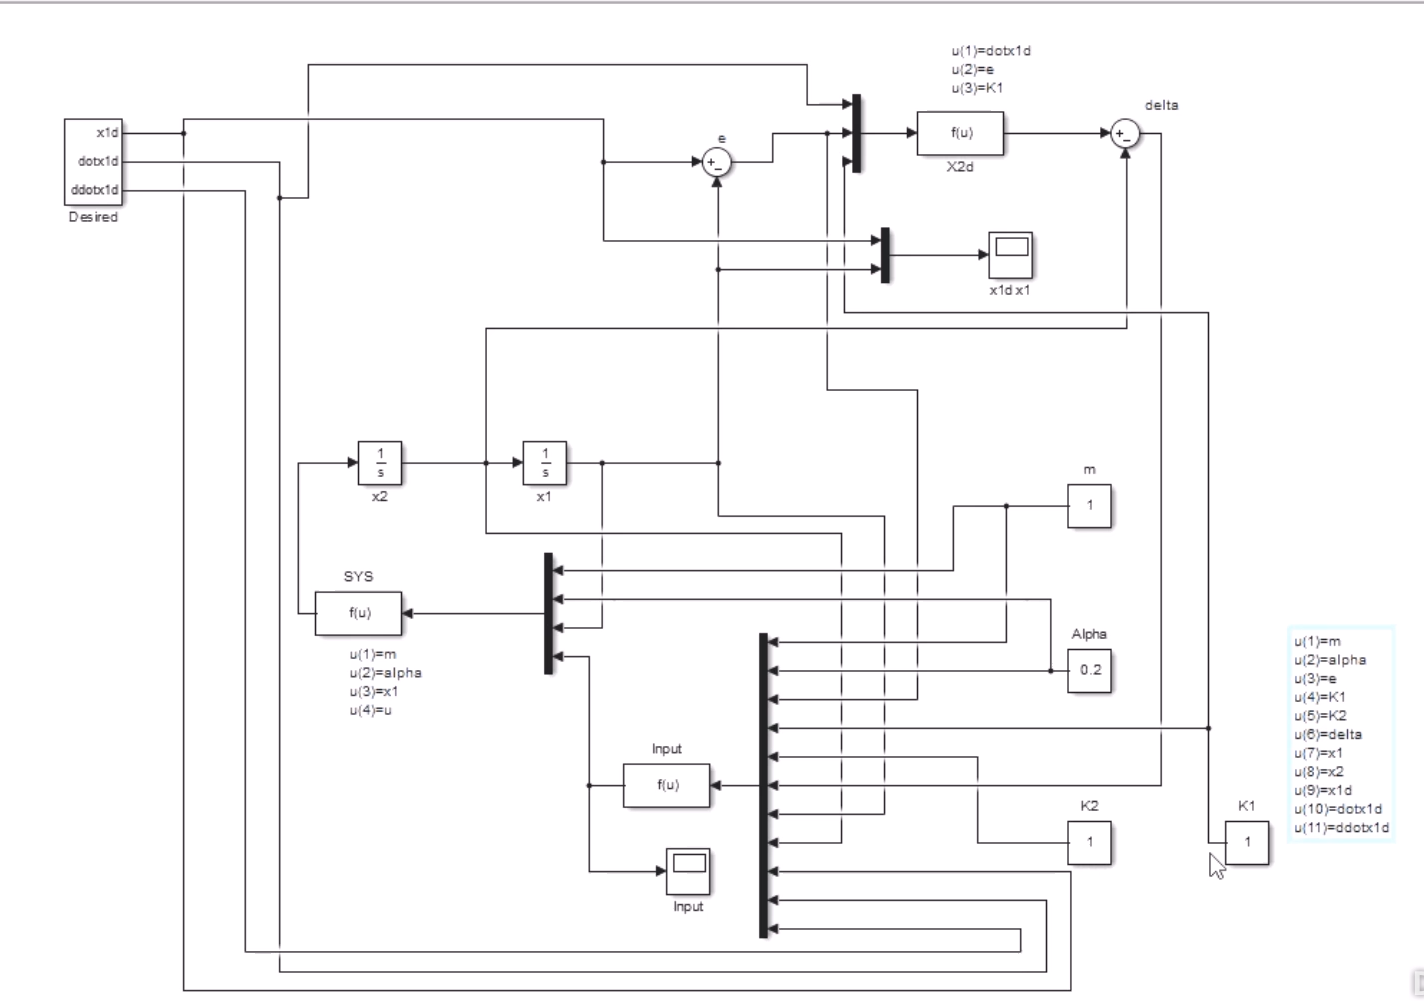 u(1)=dotx1d
u(2)=e
u(3)=K1
delta
x1d
dotx1d
ddotx1d
Desired
e
+
−
f(u)
X2d
+
−
x1d x1
1
s
x2
1
s
x1
m
1
SYS
f(u)
u(1)=m
u(2)=alpha
u(3)=x1
u(4)=u
Alpha
0.2
Input
f(u)
Input
K2
1
K1
1
u(1)=m
u(2)=alpha
u(3)=e
u(4)=K1
u(5)=K2
u(6)=delta
u(7)=x1
u(8)=x2
u(9)=x1d
u(10)=dotx1d
u(11)=ddotx1d